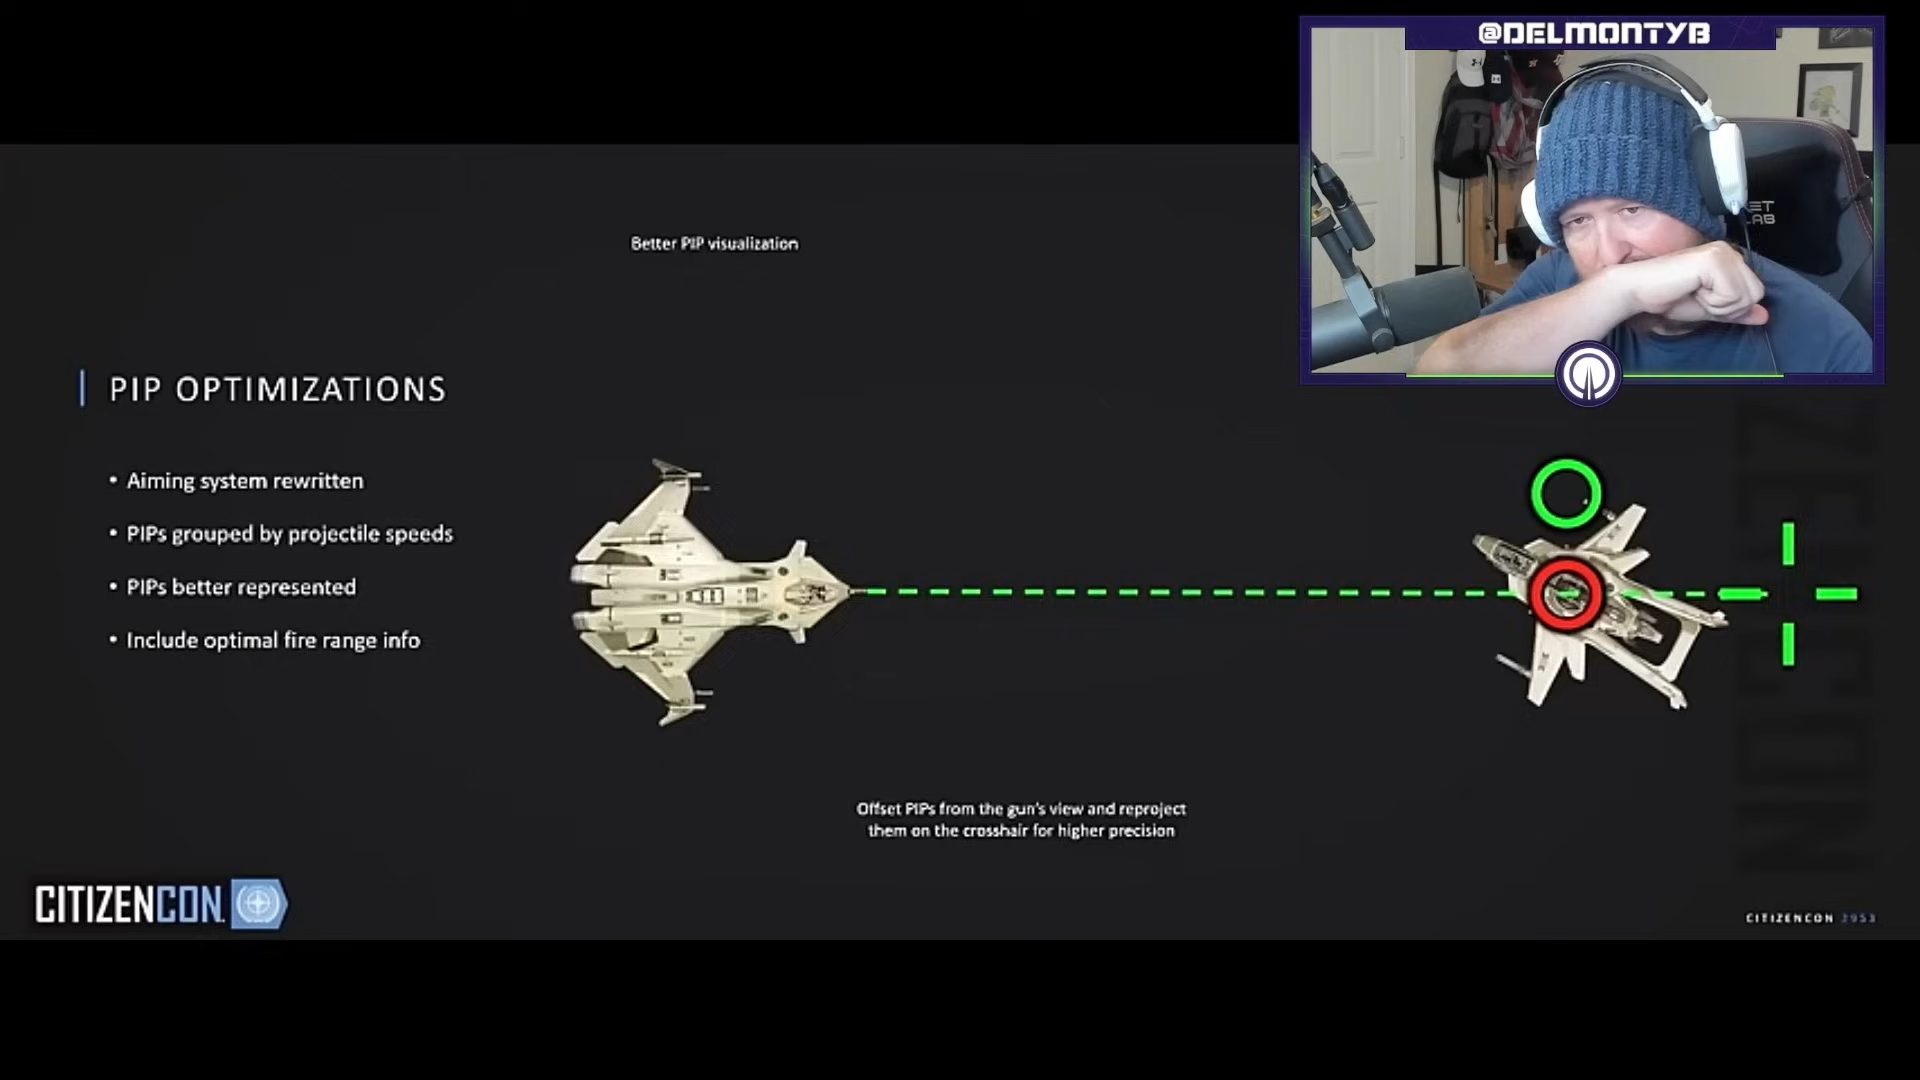 @DELMONTYB
Better PIP visualization
PIP OPTIMIZATIONS
• Aiming system rewritten
• PIPs grouped by projectile speeds
• PIPs better represented
• Include optimal fire range info
Offset PIPs from the gun's view and reproject
them on the crosshair for higher precision
CITIZENCON
CITIZENCON 2953